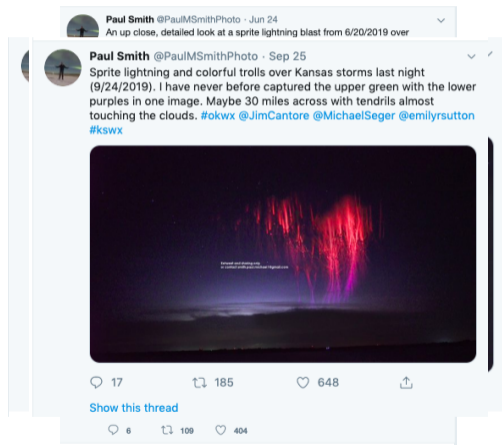 Paul Smith @PaulMSmithPhoto · Jun 24
An up close, detailed look at a sprite lightning blast from 6/20/2019 over
Paul Smith @PaulMSmithPhoto · Sep 25
Sprite lightning and colorful trolls over Kansas storms last night
(9/24/2019). I have never before captured the upper green with the lower
purples in one image. Maybe 30 miles across with tendrils almost
touching the clouds. #okwx @JimCantore @MichaelSeger @emilyrsutton
#kswx
17 185 648
Show this thread
6 109 404